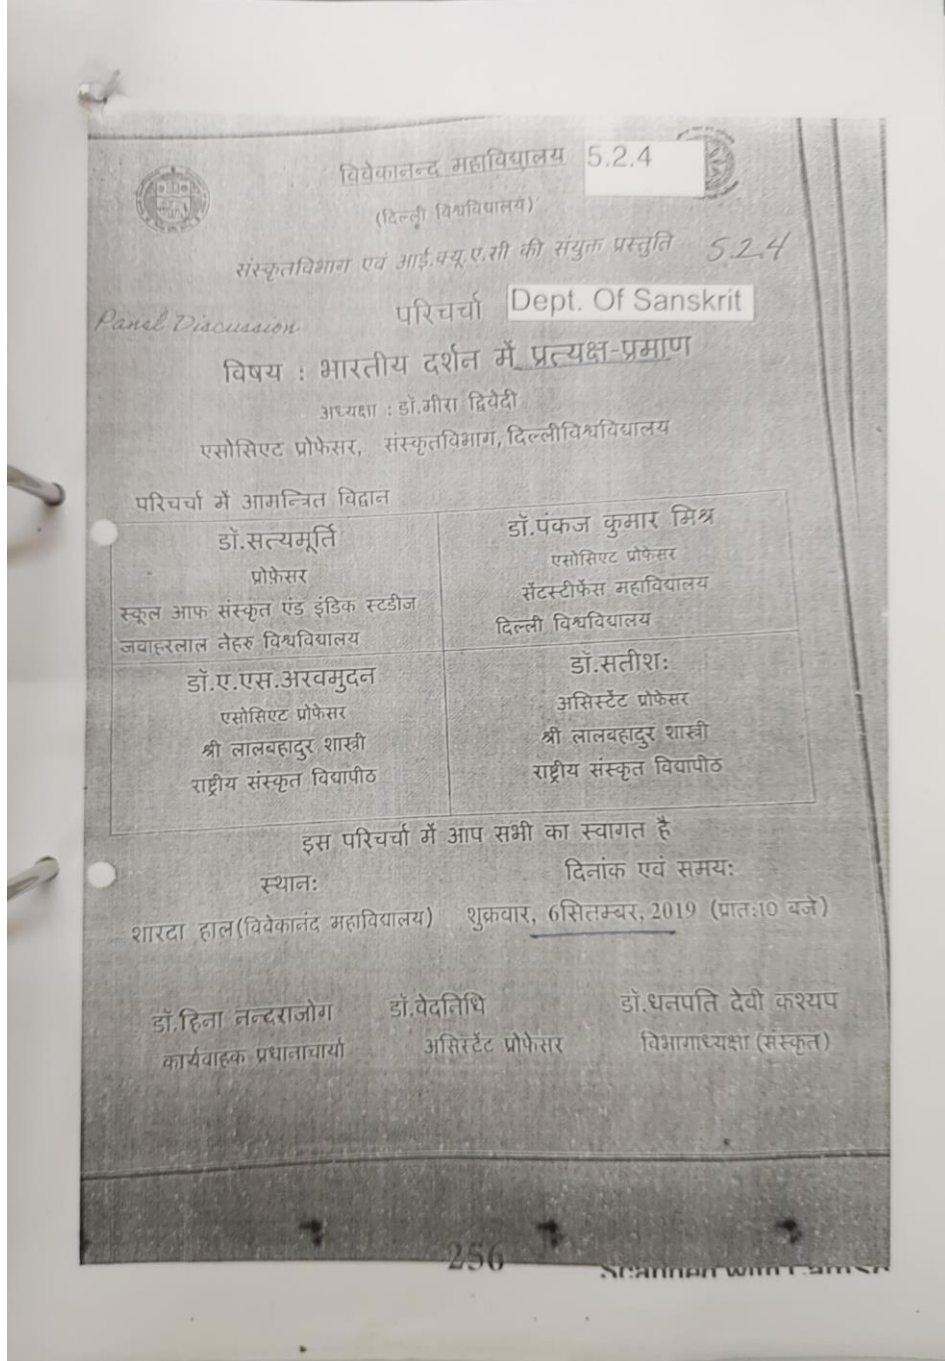 विवेकानन्द महाविद्यालय 5.2.4
(दिल्ली विश्वविद्यालय)
संस्कृतविभाग एवं आई.क्यू.ए.सी की संयुक्त प्रस्तुति 5.2.4
परिचर्चा Dept. Of Sanskrit
Panel Discussion
विषय : भारतीय दर्शन में प्रत्यक्ष-प्रमाण
अध्यक्षा : डॉ.मीरा द्विवेदी
एसोसिएट प्रोफेसर, संस्कृतविभाग,दिल्लीविश्वविद्यालय
परिचर्चा में आमन्त्रित विद्वान
डॉ.सत्यमूर्ति
प्रोफ़ेसर
स्कूल आफ संस्कृत एंड इंडिक स्टडीज
जवाहरलाल नेहरु विश्वविद्यालय
डॉ.पंकज कुमार मिश्र
एसोसिएट प्रोफेसर
सेंटस्टीफेंस महाविद्यालय
दिल्ली विश्वविद्यालय
डॉ.ए.एस.अरवमुदन
एसोसिएट प्रोफेसर
श्री लालबहादुर शास्त्री
राष्ट्रीय संस्कृत विद्यापीठ
डॉ.सतीश:
असिस्टेंट प्रोफेसर
श्री लालबहादुर शास्त्री
राष्ट्रीय संस्कृत विद्यापीठ
इस परिचर्चा में आप सभी का स्वागत है
स्थान:
दिनांक एवं समय:
शारदा हाल(विवेकानंद महाविद्यालय) शुक्रवार, 6सितम्बर, 2019 (प्रात:10 बजे)
डॉ.हिना नन्दराजोग
कार्यवाहक प्रधानाचार्या
डॉ.वेदनिधि
असिस्टेंट प्रोफेसर
डॉ.धनपति देवी कश्यप
विभागाध्यक्षा (संस्कृत)
256
Scanned with CamSc